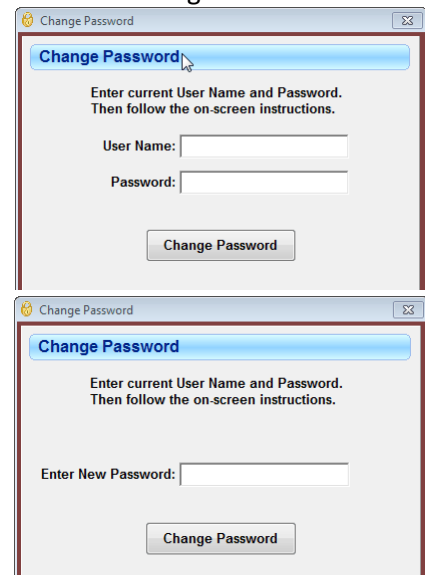 Change Password
Change Password
Enter current User Name and Password.
Then follow the on-screen instructions.
User Name:
Password:
Change Password
Change Password
Change Password
Enter current User Name and Password.
Then follow the on-screen instructions.
Enter New Password:
Change Password